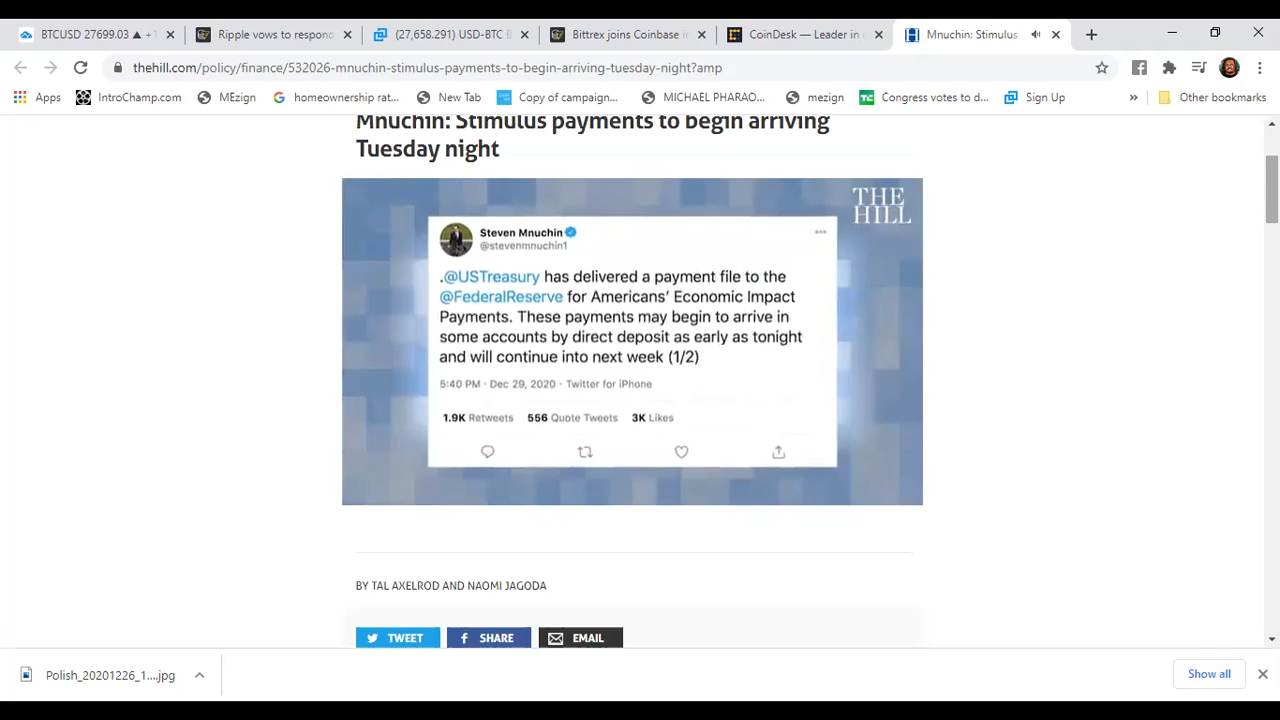 BTCUSD 27699.03 ▲ +1
Ripple vows to respond
(27,658.291) USD-BTC B
Bittrex joins Coinbase i
CoinDesk — Leader in
Mnuchin: Stimulus
thehill.com/policy/finance/532026-mnuchin-stimulus-payments-to-begin-arriving-tuesday-night?amp
Apps
IntroChamp.com
MEzign
homeownership rat...
New Tab
Copy of campaign...
MICHAEL PHARAO...
mezign
Congress votes to d...
Sign Up
»
Other bookmarks
Mnuchin: Stimulus payments to begin arriving
Tuesday night
THE
HILL
Steven Mnuchin
@stevenmnuchin1
.@USTreasury has delivered a payment file to the
@FederalReserve for Americans’ Economic Impact
Payments. These payments may begin to arrive in
some accounts by direct deposit as early as tonight
and will continue into next week (1/2)
5:40 PM · Dec 29, 2020 · Twitter for iPhone
1.9K Retweets 556 Quote Tweets 3K Likes
BY TAL AXELROD AND NAOMI JAGODA
TWEET
SHARE
EMAIL
Polish_20201226_1....jpg
Show all